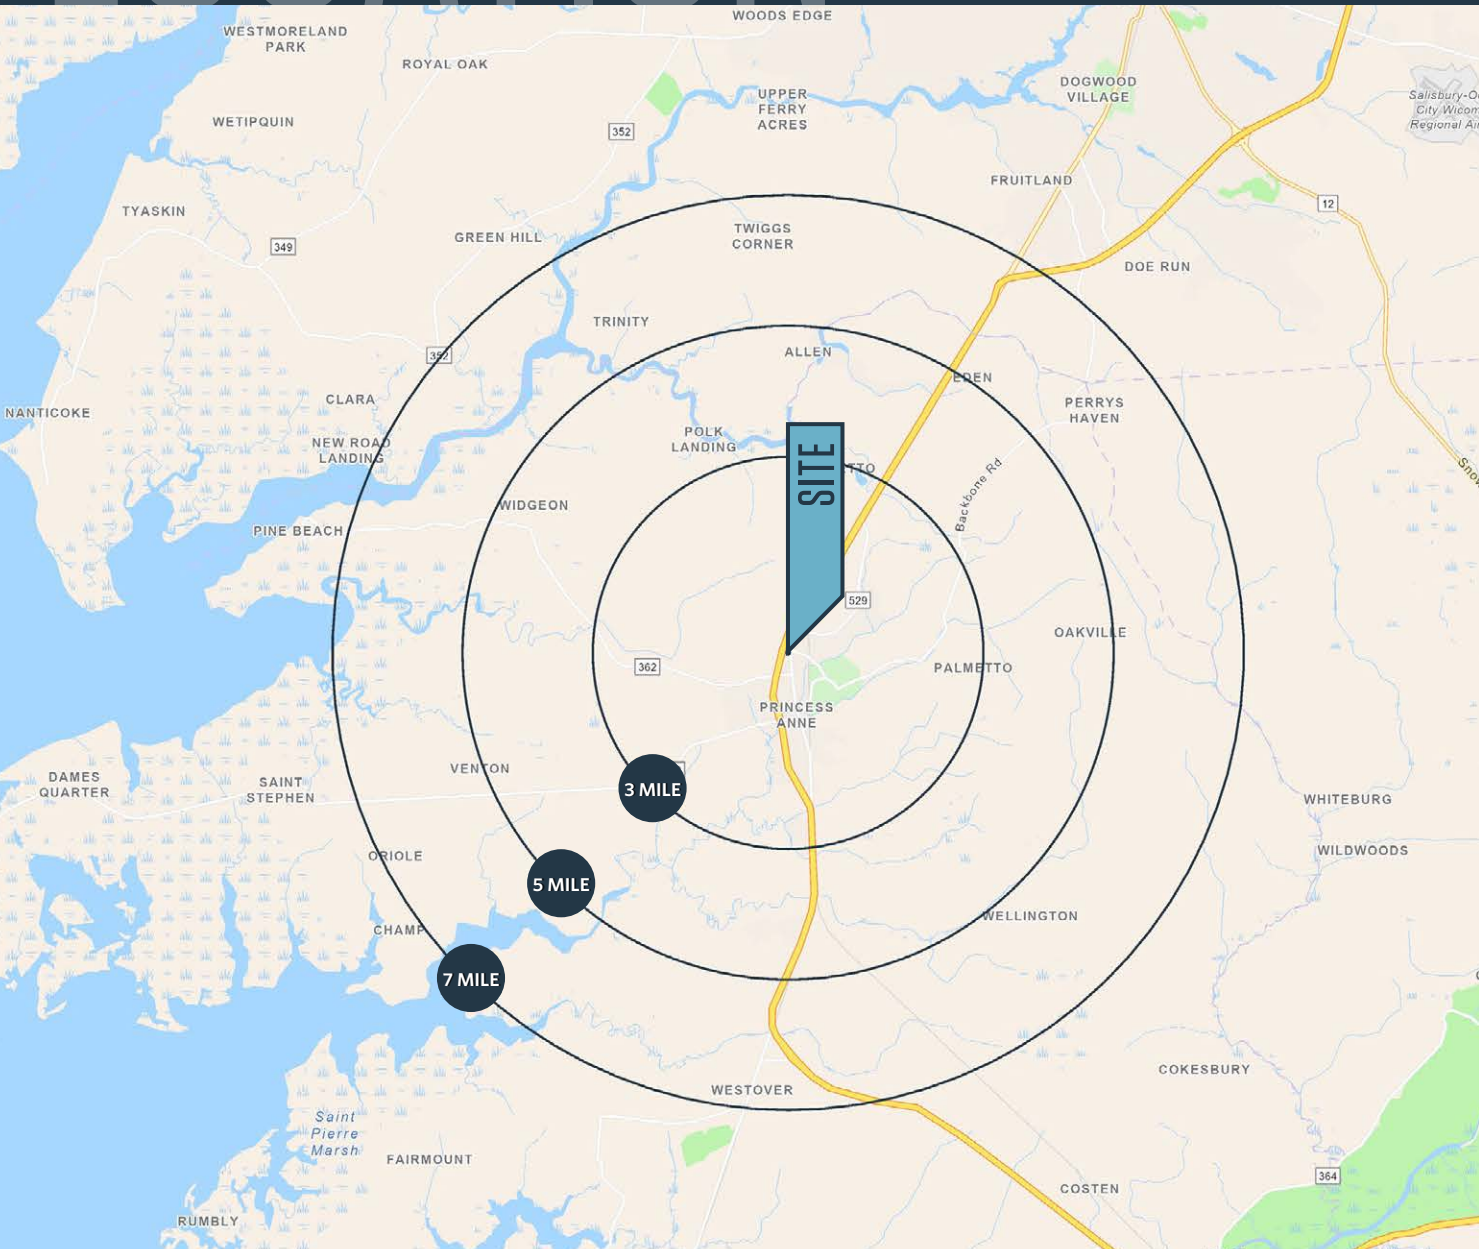 WOODS EDGE
WESTMORELAND
PARK
ROYAL OAK
DOGWOOD
VILLAGE
UPPER
FERRY
ACRES
City
WETIPQUIN
352
FRUITLAND
12
TYASKIN
TWIGGS
CORNER
GREEN HILL
349
DOE RUN
TRINITY
ALLEN
352
EDEN
CLARA
PERRYS
HAVEN
NANTICOKE
POLK
LANDING
NEW ROAD
LANDING
SITE
Backbone Rd
WIDGEON
PINE BEACH
529
OAKVILLE
362
PALMETTO
PRINCESS
ANNE
VENTON
DAMES
QUARTER
SAINT
STEPHEN
3 MILE
WHITEBURG
WILDWOODS
ORIOLE
5 MILE
WELLINGTON
CHAMP
7 MILE
COKESBURY
WESTOVER
Saint
Pierre
Marsh
FAIRMOUNT
364
COSTEN
RUMBLY